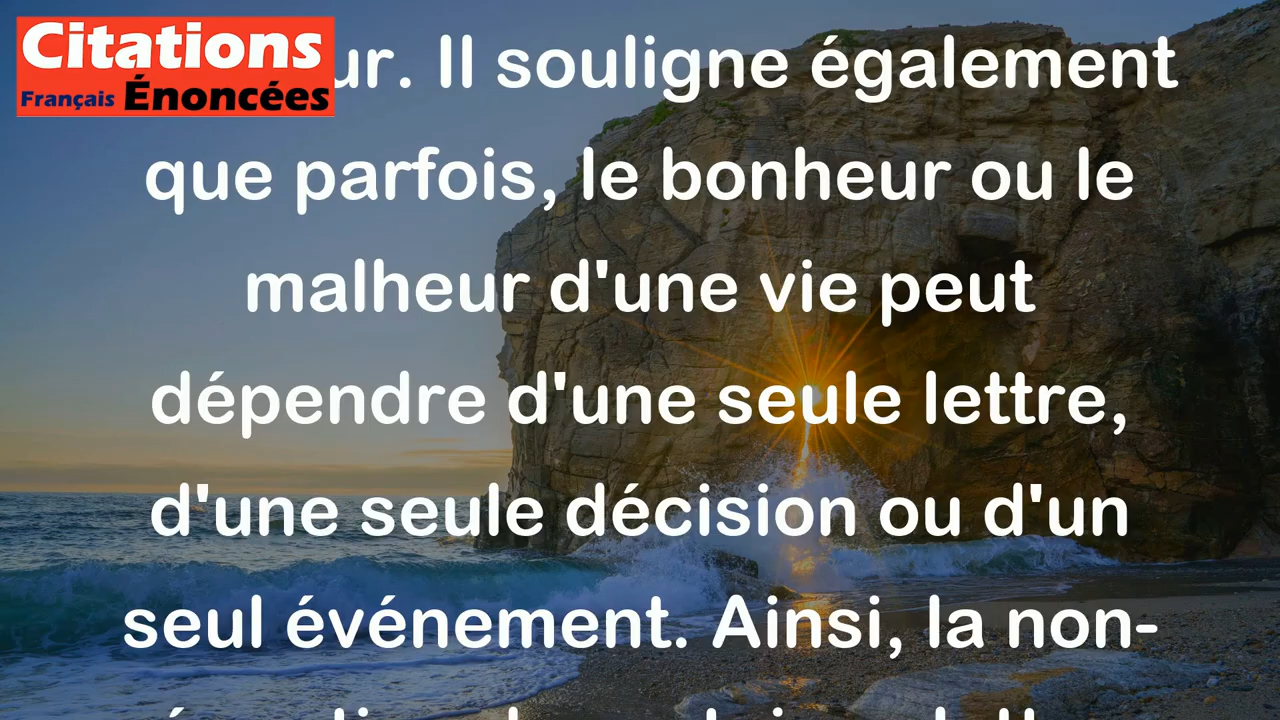 Citations
Français Énoncées
Il souligne également
que parfois, le bonheur ou le
malheur d'une vie peut
dépendre d'une seule lettre,
d'une seule décision ou d'un
seul événement. Ainsi, la non-